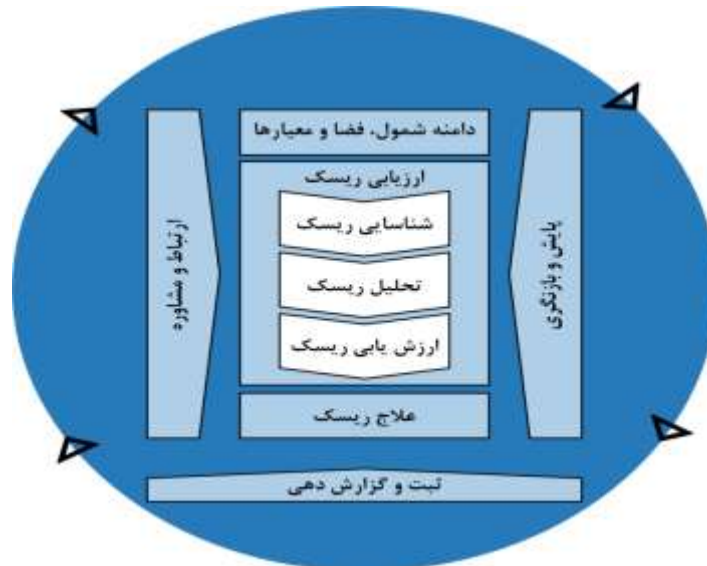 دامنه شمول، فضا و معیارها
ارزیابی ریسک
شناسایی ریسک
تحلیل ریسک
ارزش یابی ریسک
علاج ریسک
پایش و بازنگری
ارتباط و مشاوره
ثبت و گزارش دهی